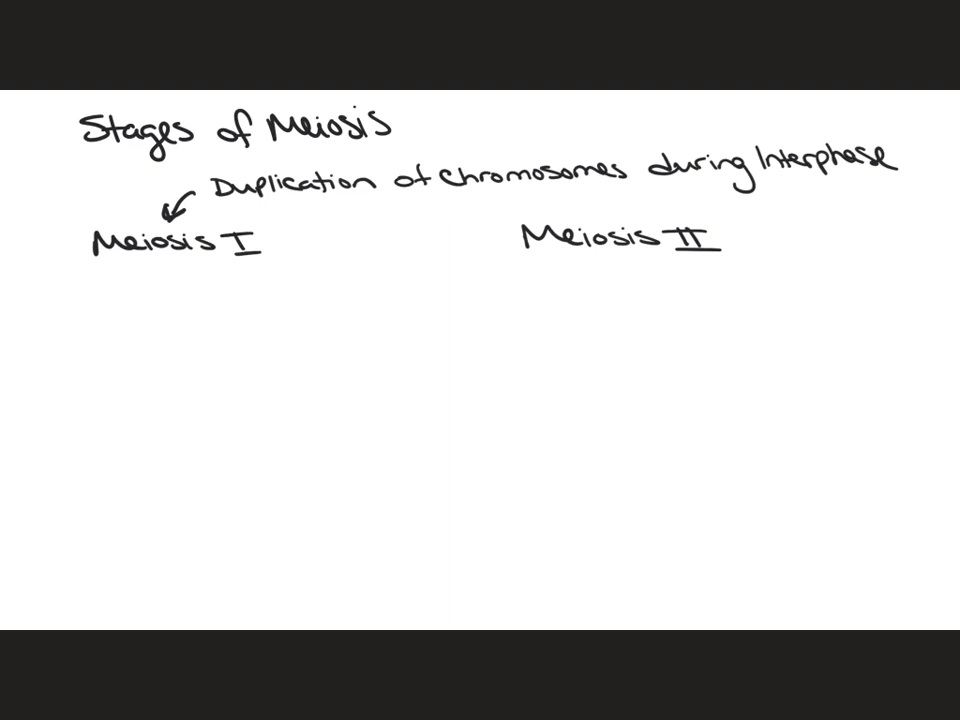 Stages of Meiosis
Duplication of Chromosomes during Interphase
Meiosis I
Meiosis II